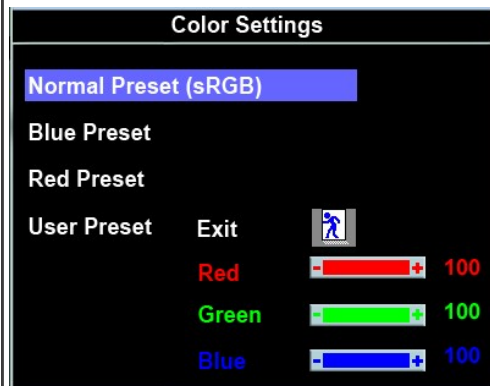 Color Settings
Normal Preset (sRGB)
Blue Preset
Red Preset
User Preset Exit
Red - + 100
Green - + 100
Blue - + 100